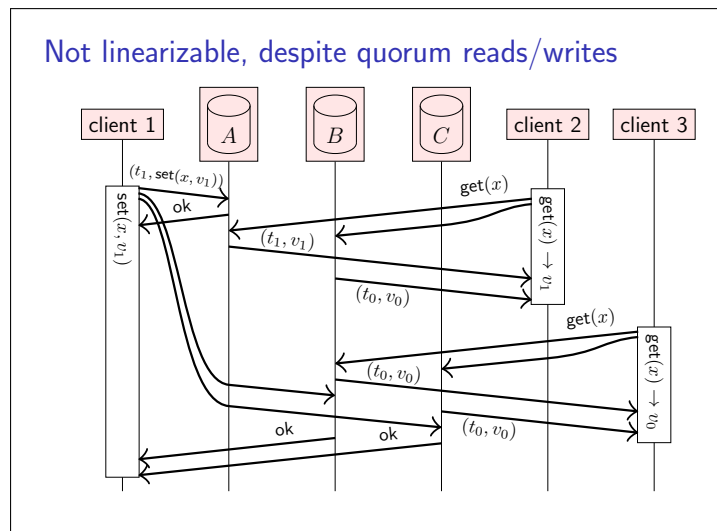 Not linearizable, despite quorum reads/writes
client 1
A
B
C
client 2
client 3
(t₁, set(x, v₁))
get(x)
ok
set(x, v₁)
get(x) → v₁
(t₁, v₁)
(t₀, v₀)
get(x)
(t₀, v₀)
get(x) → v₀
(t₀, v₀)
ok
ok